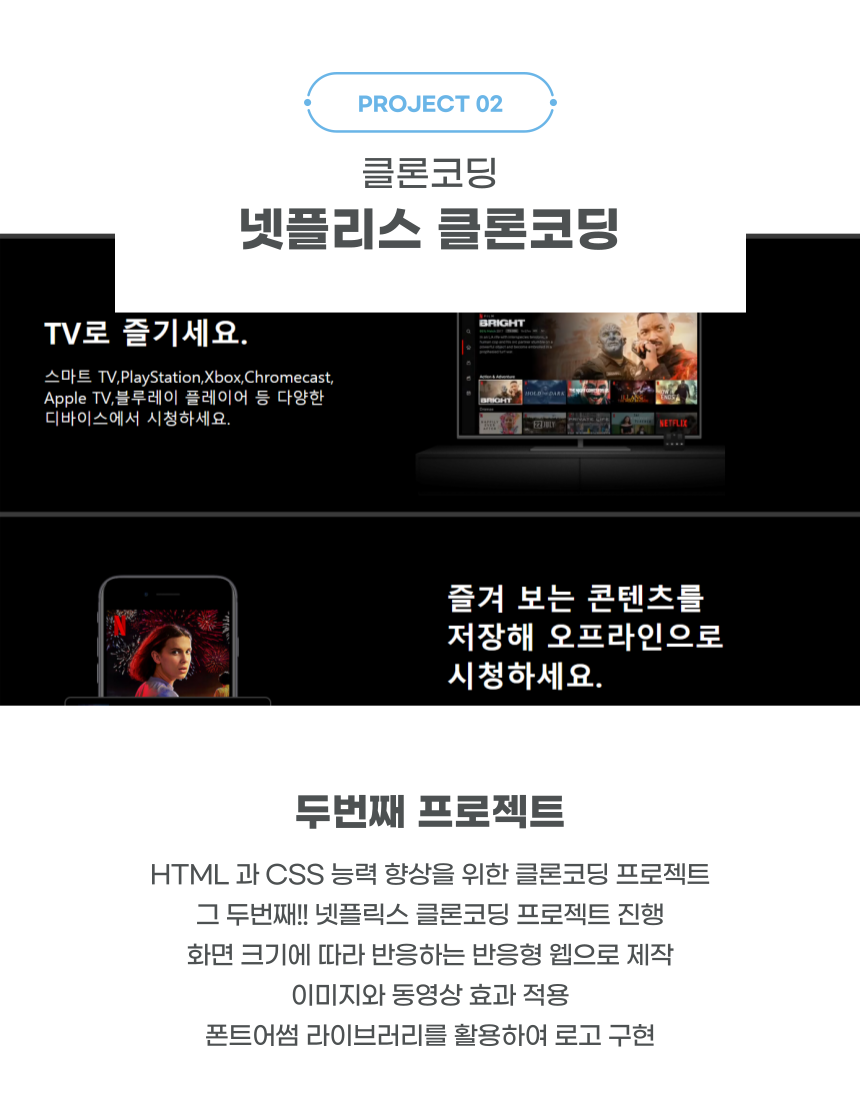 PROJECT 02
클론코딩
넷플리스 클론코딩
TV로 즐기세요.
스마트 TV,PlayStation,Xbox,Chromecast,
Apple TV,블루레이 플레이어 등 다양한
디바이스에서 시청하세요.
BRIGHT
Action & Adventure
BRIGHT
NETFLIX
N
즐겨 보는 콘텐츠를
저장해 오프라인으로
시청하세요.
두번째 프로젝트
HTML 과 CSS 능력 향상을 위한 클론코딩 프로젝트
그 두번째!! 넷플릭스 클론코딩 프로젝트 진행
화면 크기에 따라 반응하는 반응형 웹으로 제작
이미지와 동영상 효과 적용
폰트어썸 라이브러리를 활용하여 로고 구현